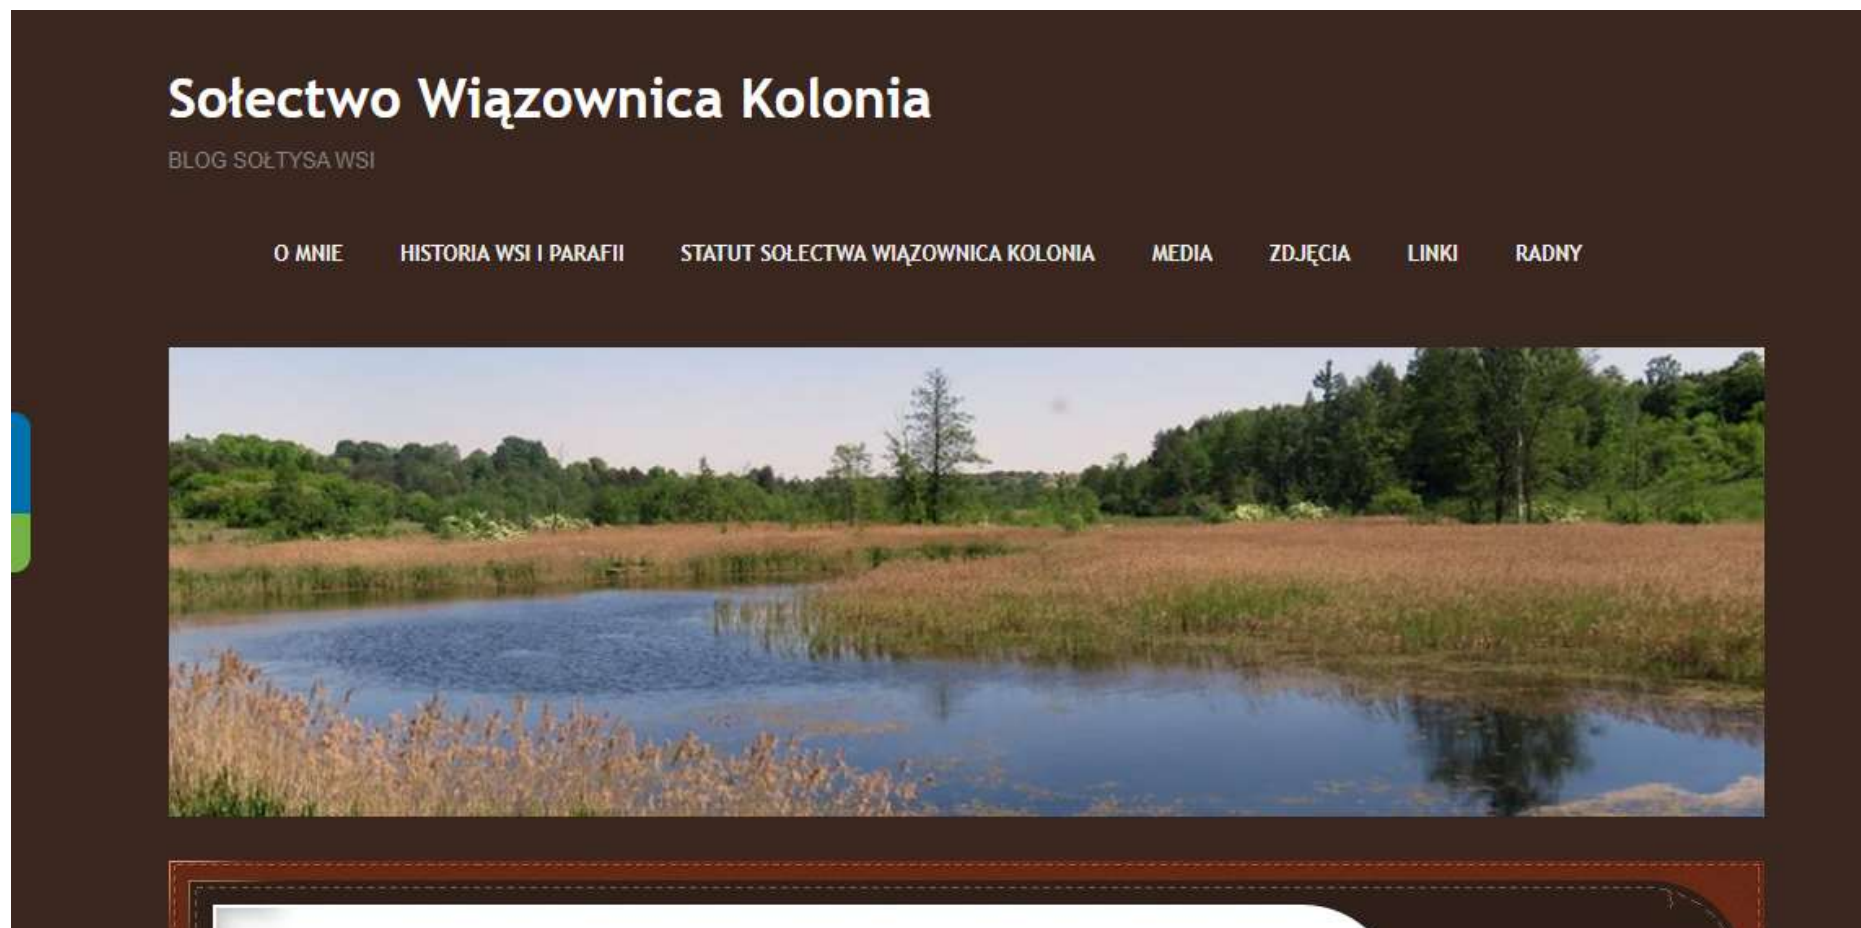 Sołectwo Wiązownica Kolonia
BLOG SOŁTYSA WSI
O MNIE HISTORIA WSI I PARAFII STATUT SOŁECTWA WIĄZOWNICA KOLONIA MEDIA ZDJĘCIA LINKI RADNY